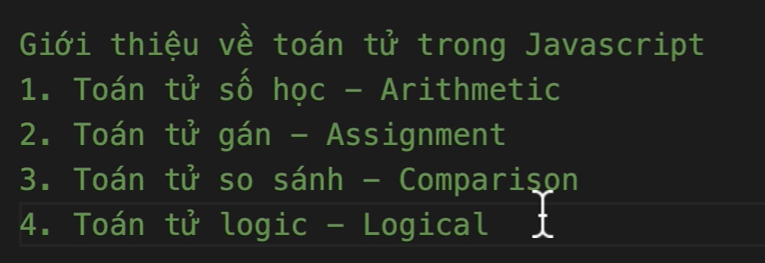 Giới thiệu về toán tử trong Javascript
1. Toán tử số học – Arithmetic
2. Toán tử gán – Assignment
3. Toán tử so sánh – Comparison
4. Toán tử logic – Logical